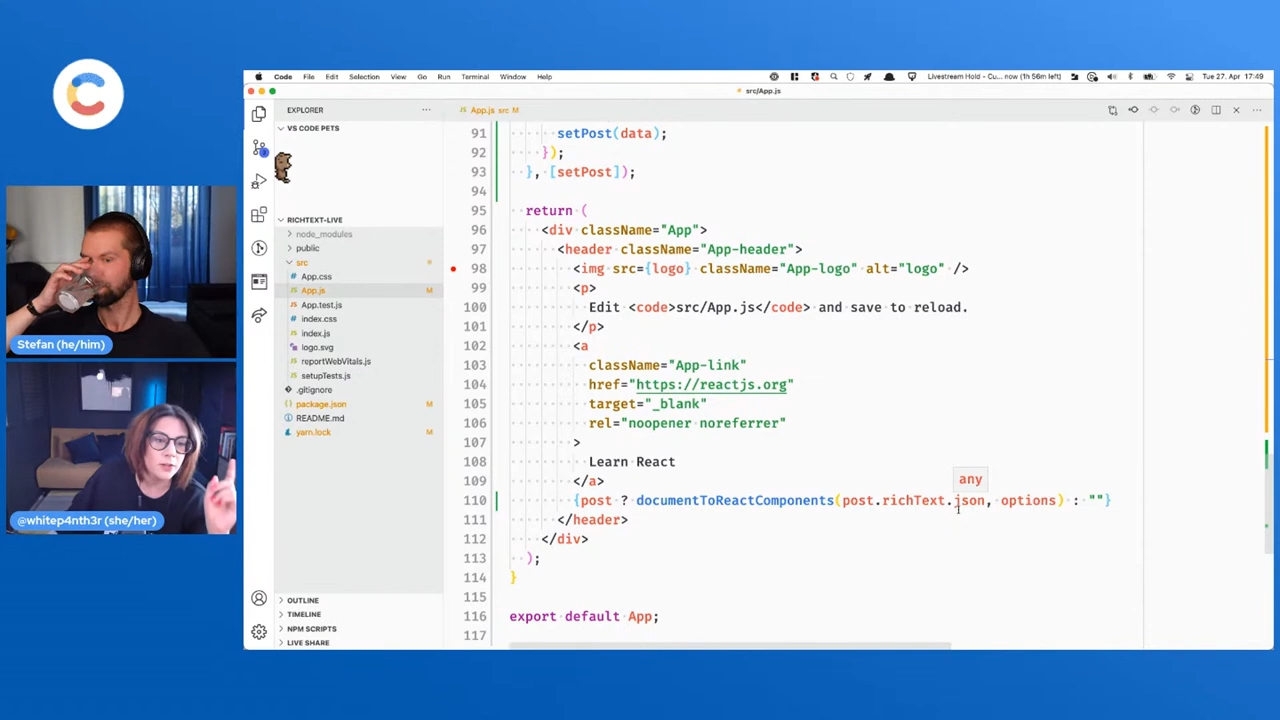 Code File Edit Selection View Go Run Terminal Window Help Livestream Hold - Cu... now (1h 56m left) Tue 27. Apr 17:49
src/App.js
EXPLORER
App.js src M
VS CODE PETS
RICHTEXT-LIVE
node_modules
public
src
App.css
App.js M
App.test.js
index.css
index.js
logo.svg
reportWebVitals.js
setupTests.js
.gitignore
package.json M
README.md
yarn.lock M
OUTLINE
TIMELINE
NPM SCRIPTS
LIVE SHARE
91 setPost(data);
92 });
93 }, [setPost]);
94
95 return (
96 <div className="App">
97 <header className="App-header">
98 <img src={logo} className="App-logo" alt="logo" />
99 <p>
100 Edit <code>src/App.js</code> and save to reload.
101 </p>
102 <a
103 className="App-link"
104 href="https://reactjs.org"
105 target="_blank"
106 rel="noopener noreferrer"
107 >
108 Learn React
109 </a>
any
110 {post ? documentToReactComponents(post.richText.json, options) : ""}
111 </header>
112 </div>
113 );
114 }
115
116 export default App;
117
Stefan (he/him)
@whitep4nth3r (she/her)